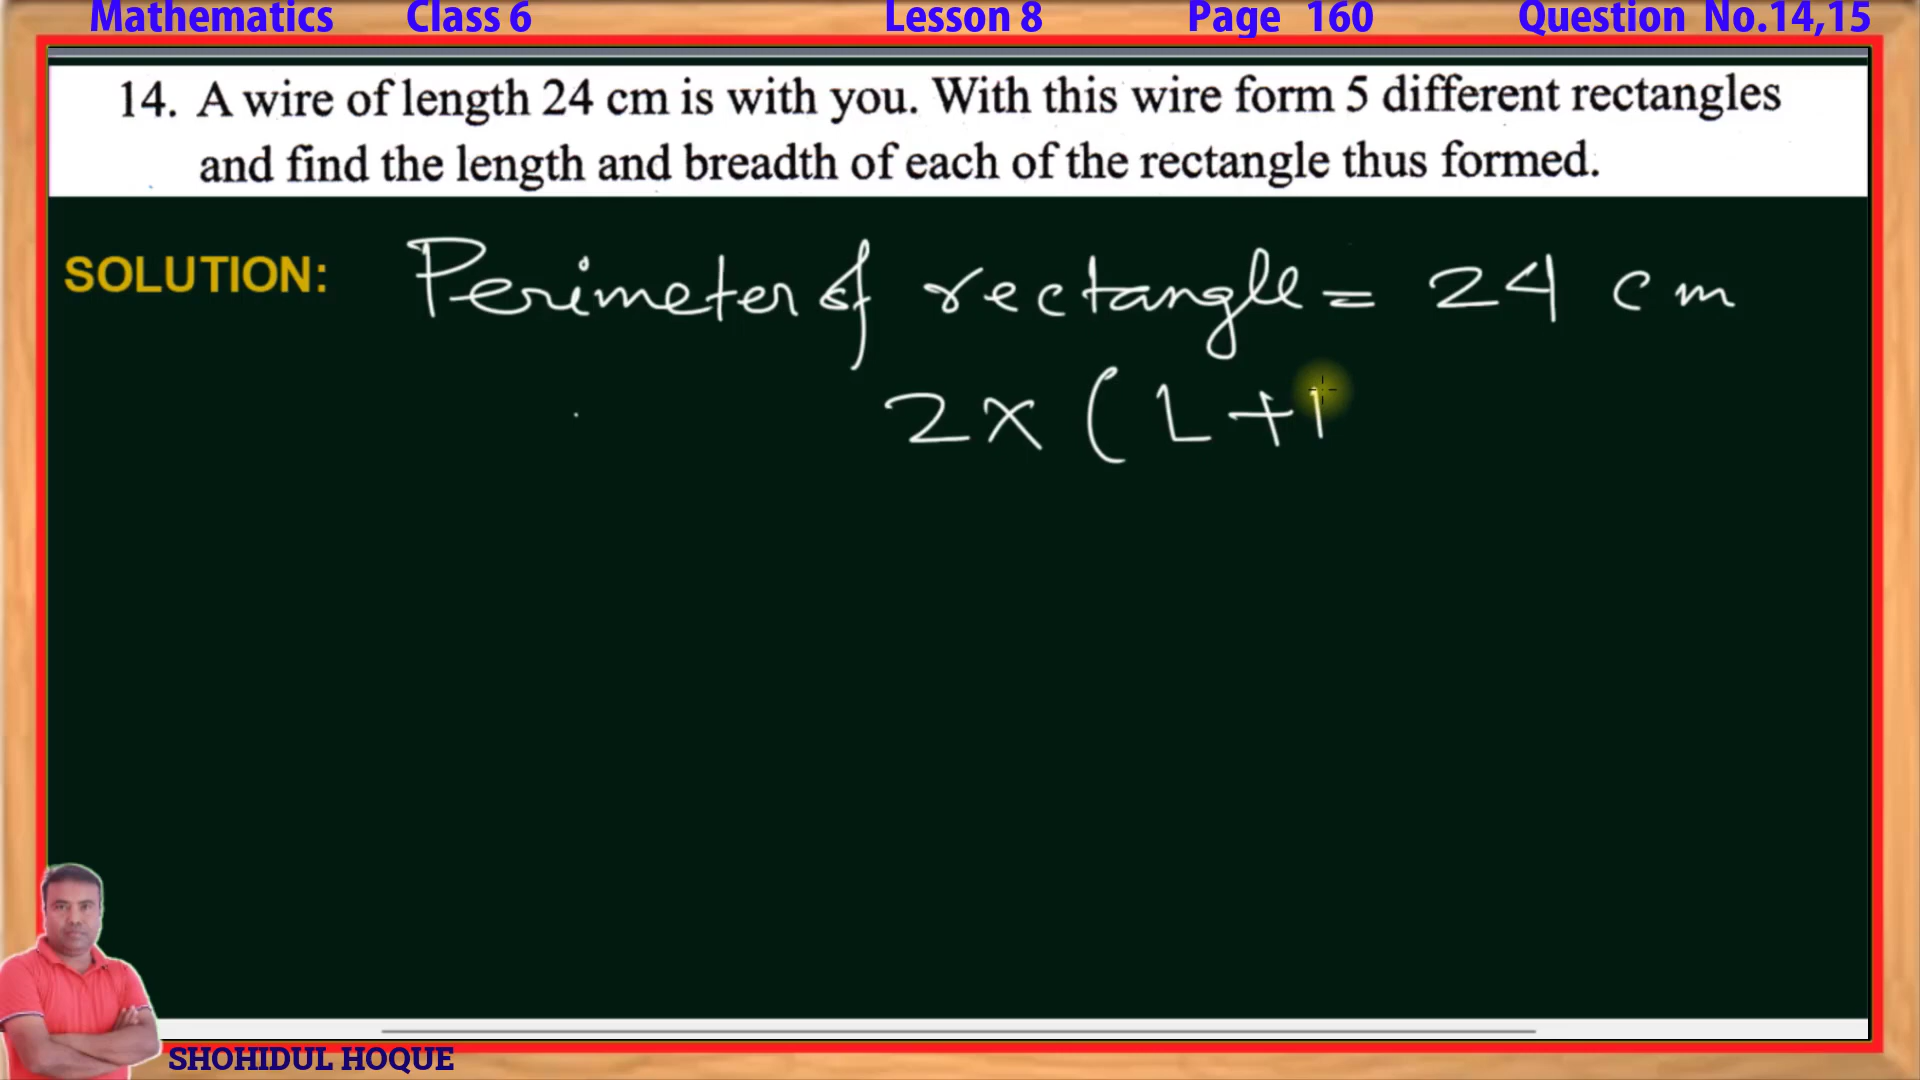 Mathematics Class 6 Lesson 8 Page 160 Question No.14,15
14. A wire of length 24 cm is with you. With this wire form 5 different rectangles
and find the length and breadth of each of the rectangle thus formed.
SOLUTION: Perimeter of rectangle = 24 cm
2 × ( L +
SHOHIDUL HOQUE